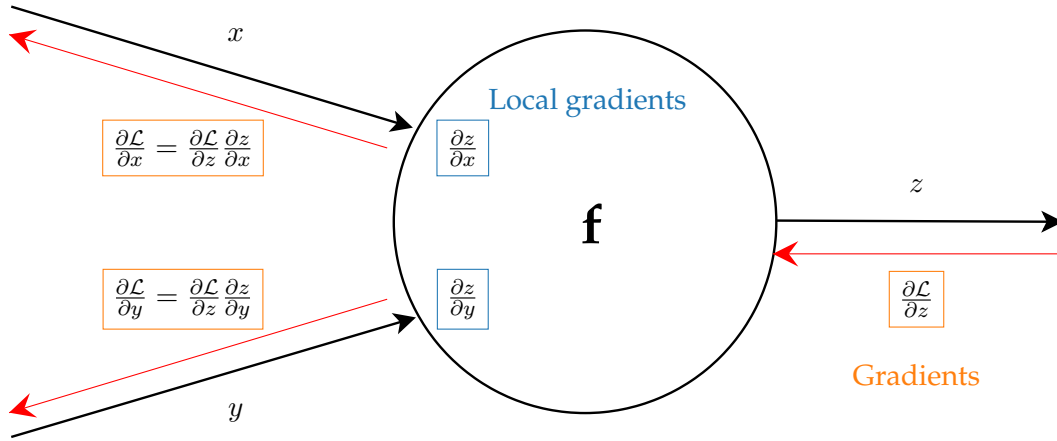 x
Local gradients
∂ℒ/∂x = ∂ℒ/∂z ∂z/∂x
∂z/∂x
z
f
∂ℒ/∂y = ∂ℒ/∂z ∂z/∂y
∂z/∂y
∂ℒ/∂z
Gradients
y